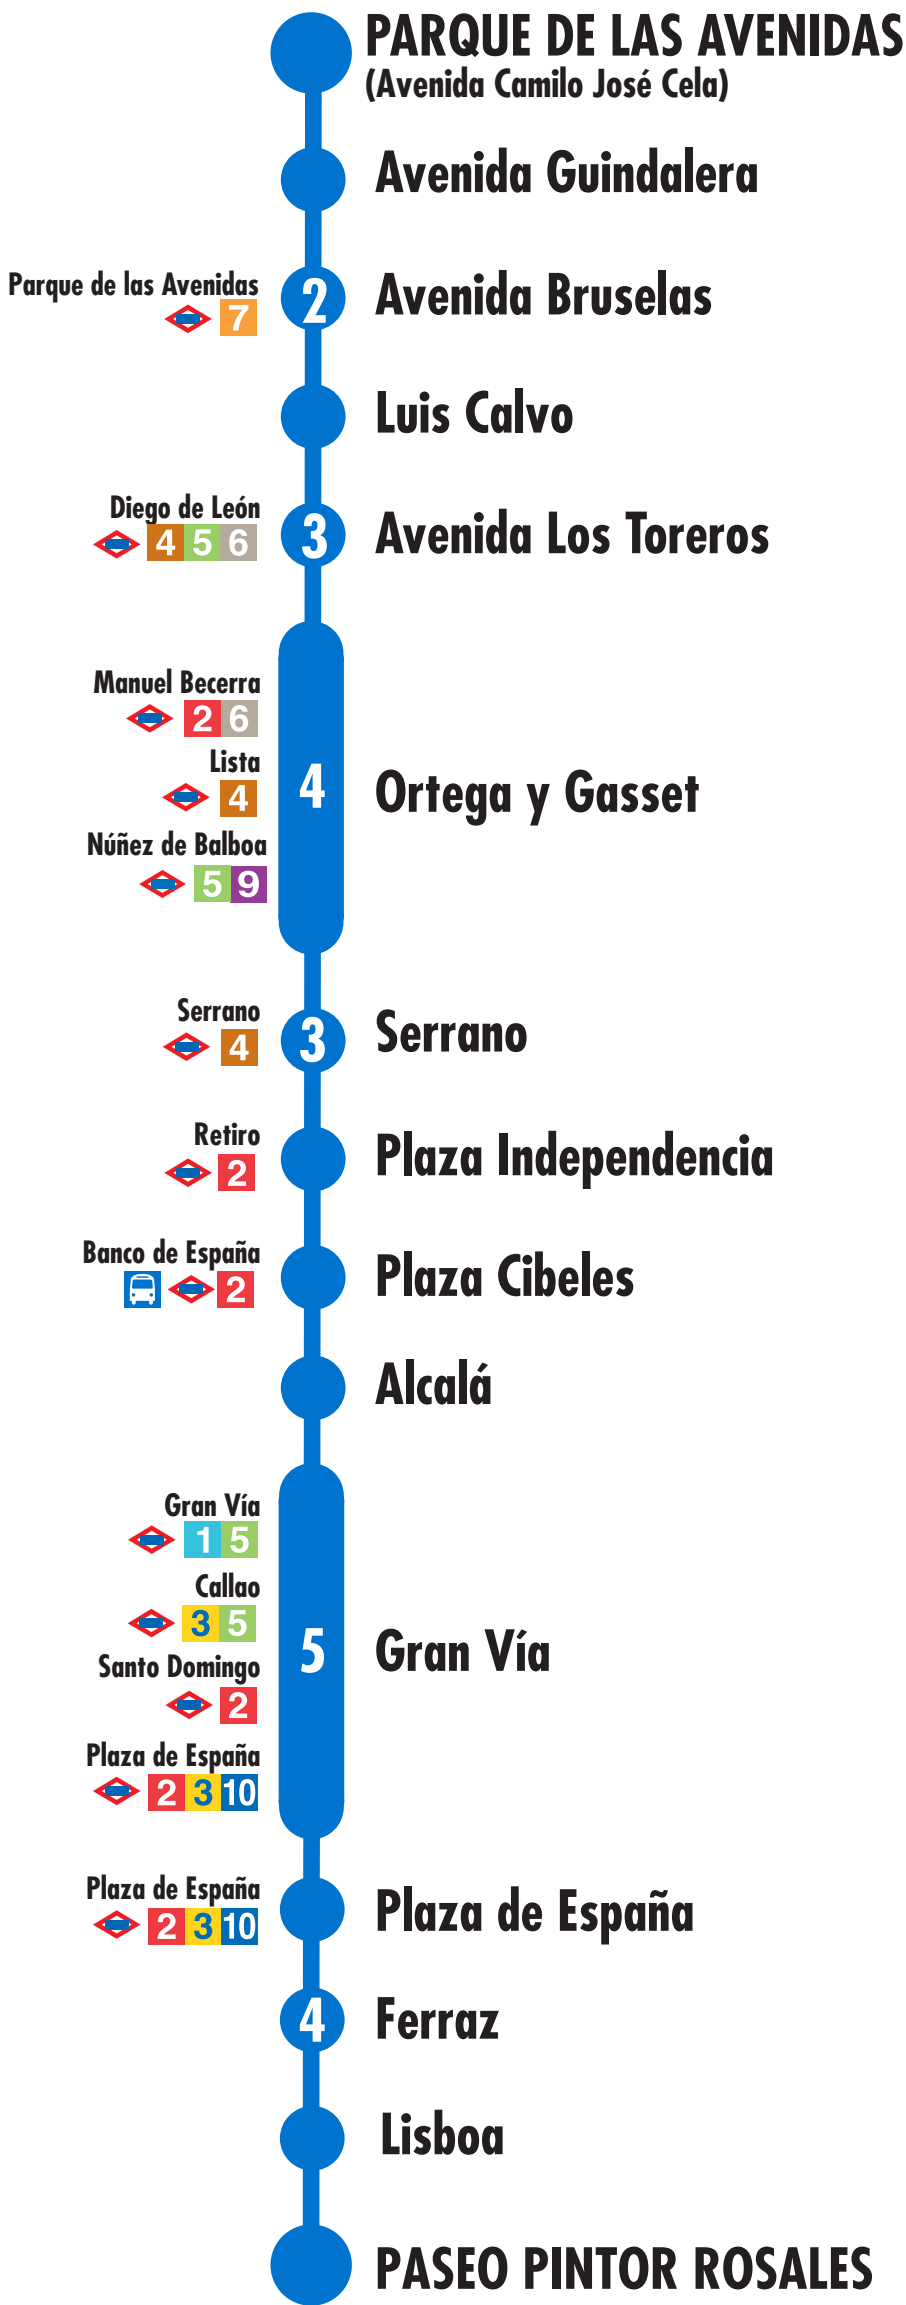 PARQUE DE LAS AVENIDAS
(Avenida Camilo José Cela)
Avenida Guindalera
Parque de las Avenidas
7
2
Avenida Bruselas
Luis Calvo
Diego de León
4 5 6
3
Avenida Los Toreros
Manuel Becerra
2 6
Lista
4
Núñez de Balboa
5 9
4
Ortega y Gasset
Serrano
4
3
Serrano
Retiro
2
Plaza Independencia
Banco de España
2
Plaza Cibeles
Alcalá
Gran Vía
1 5
Callao
3 5
Santo Domingo
2
Plaza de España
2 3 10
5
Gran Vía
Plaza de España
2 3 10
Plaza de España
4
Ferraz
Lisboa
PASEO PINTOR ROSALES